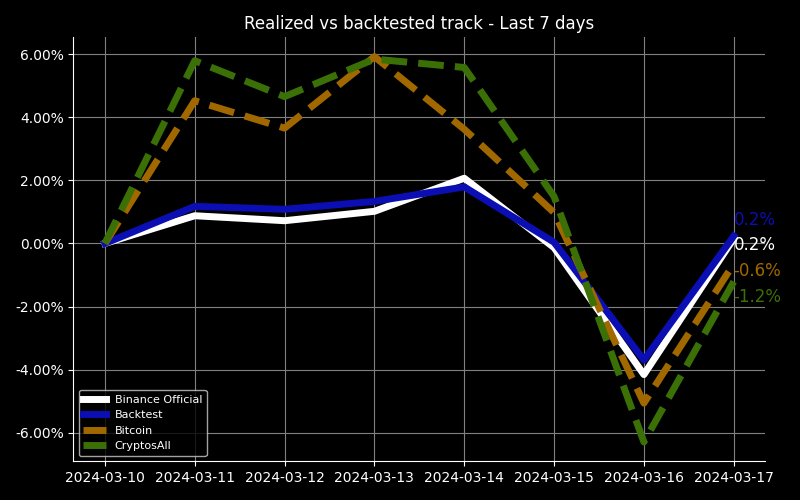 Realized vs backtested track - Last 7 days
6.00%
4.00%
2.00%
0.00%
-2.00%
-4.00%
-6.00%
0.2%
0.2%
-0.6%
-1.2%
Binance Official
Backtest
Bitcoin
CryptosAll
2024-03-10 2024-03-11 2024-03-12 2024-03-13 2024-03-14 2024-03-15 2024-03-16 2024-03-17